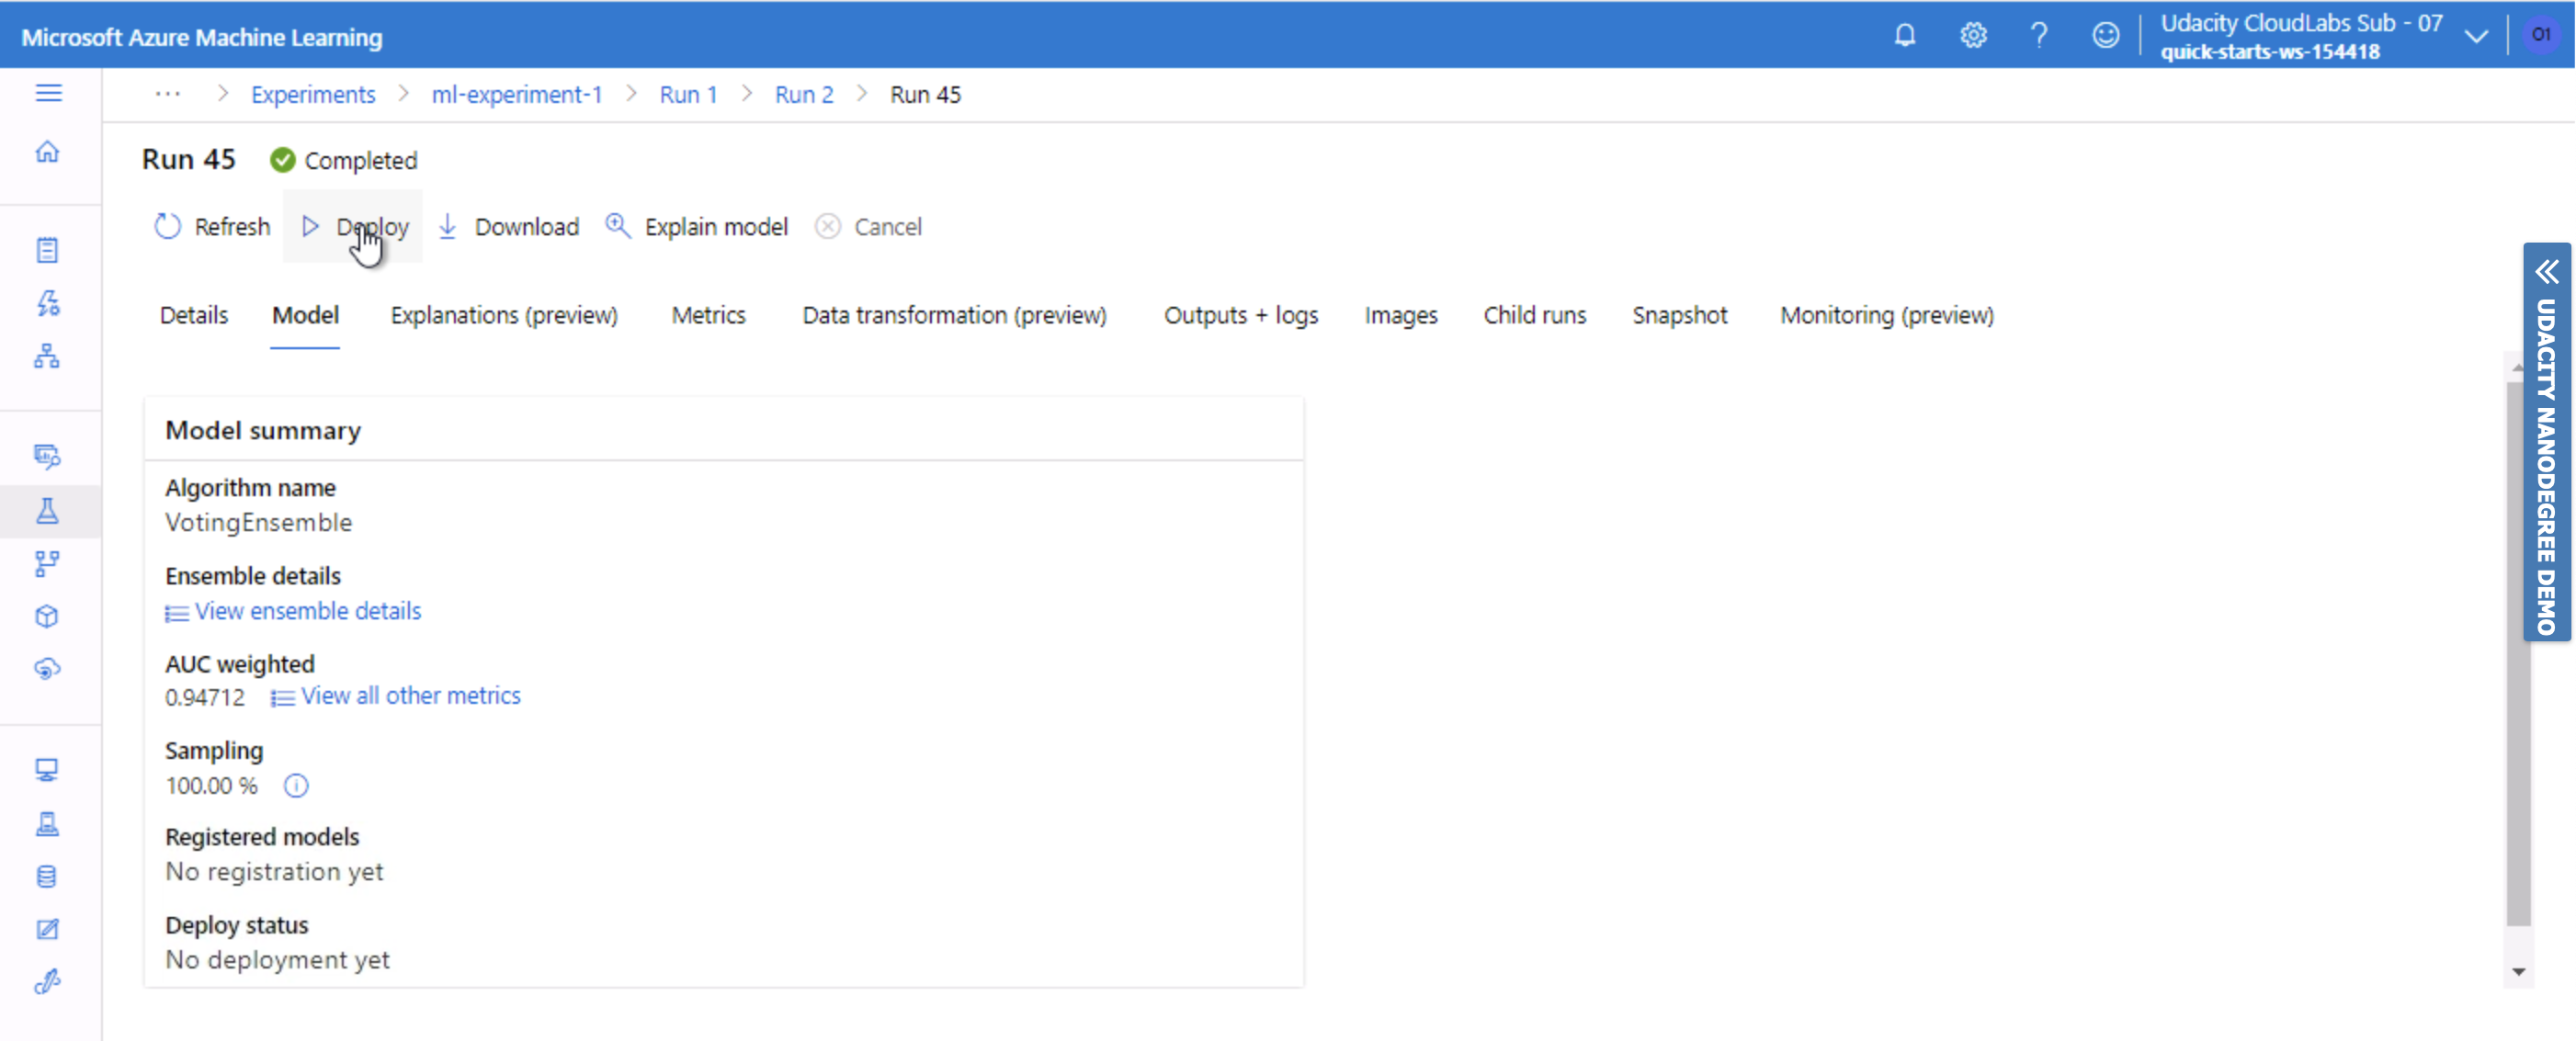 Microsoft Azure Machine Learning
Udacity CloudLabs Sub - 07
quick-starts-ws-154418
O1
··· > Experiments > ml-experiment-1 > Run 1 > Run 2 > Run 45
Run 45 Completed
Refresh Deploy Download Explain model Cancel
Details Model Explanations (preview) Metrics Data transformation (preview) Outputs + logs Images Child runs Snapshot Monitoring (preview)
Model summary
Algorithm name
VotingEnsemble
Ensemble details
View ensemble details
AUC weighted
0.94712 View all other metrics
Sampling
100.00 %
Registered models
No registration yet
Deploy status
No deployment yet
UDACITY NANODEGREE DEMO